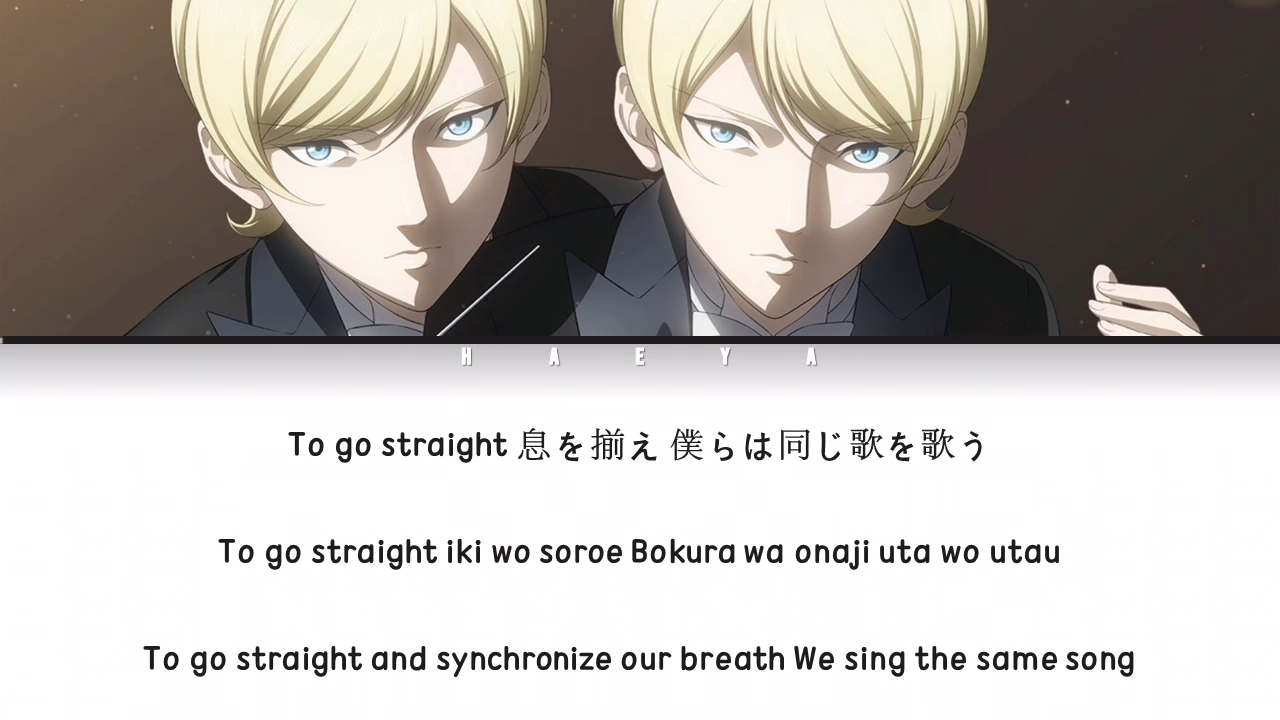 H A E Y A
To go straight 息を揃え 僕らは同じ歌を歌う
To go straight iki wo soroe Bokura wa onaji uta wo utau
To go straight and synchronize our breath We sing the same song